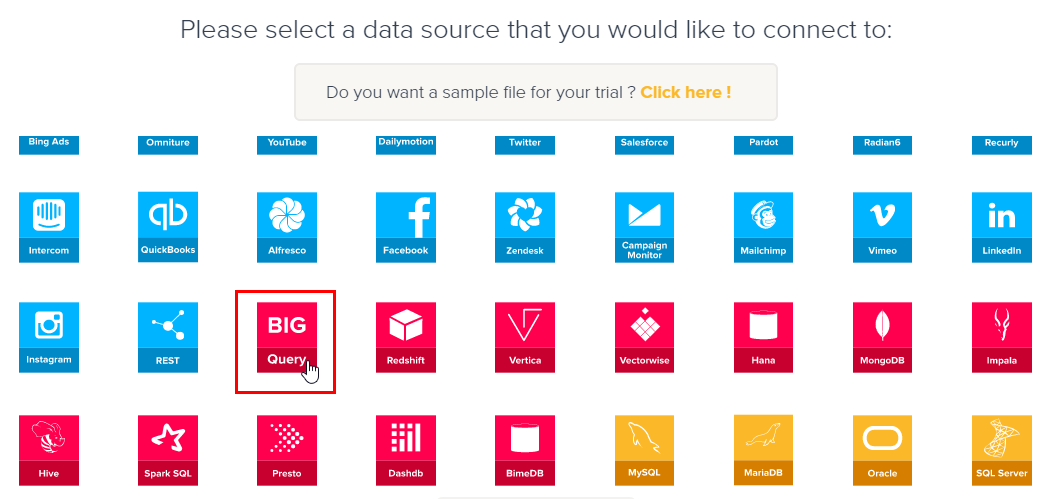 Please select a data source that you would like to connect to:
Do you want a sample file for your trial ? Click here !
Bing Ads
Omniture
YouTube
Dailymotion
Twitter
Salesforce
Pardot
Radian6
Recurly
Intercom
qb
QuickBooks
Alfresco
f
Facebook
Zendesk
Campaign
Monitor
Mailchimp
v
Vimeo
in
LinkedIn
Instagram
REST
BIG
Query
Redshift
Vertica
Vectorwise
Hana
MongoDB
Impala
Hive
Spark SQL
Presto
Dashdb
BimeDB
MySQL
MariaDB
Oracle
SQL Server